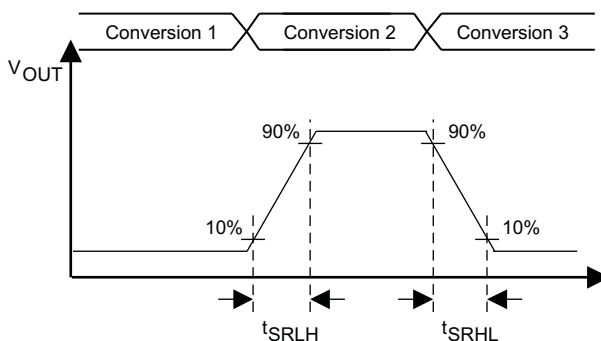 Conversion 1 Conversion 2 Conversion 3
VOUT
90% 90%
10% 10%
tSRLH tSRHL